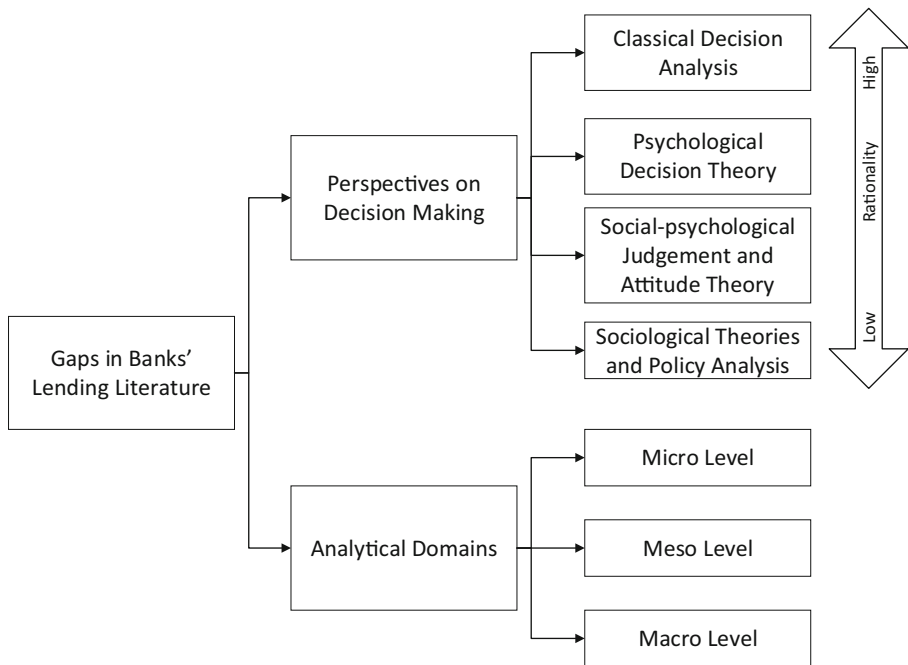 Gaps in Banks’
Lending Literature
Perspectives on
Decision Making
Analytical Domains
Classical Decision
Analysis
Psychological
Decision Theory
Social-psychological
Judgement and
Attitude Theory
Sociological Theories
and Policy Analysis
Micro Level
Meso Level
Macro Level
High
Rationality
Low